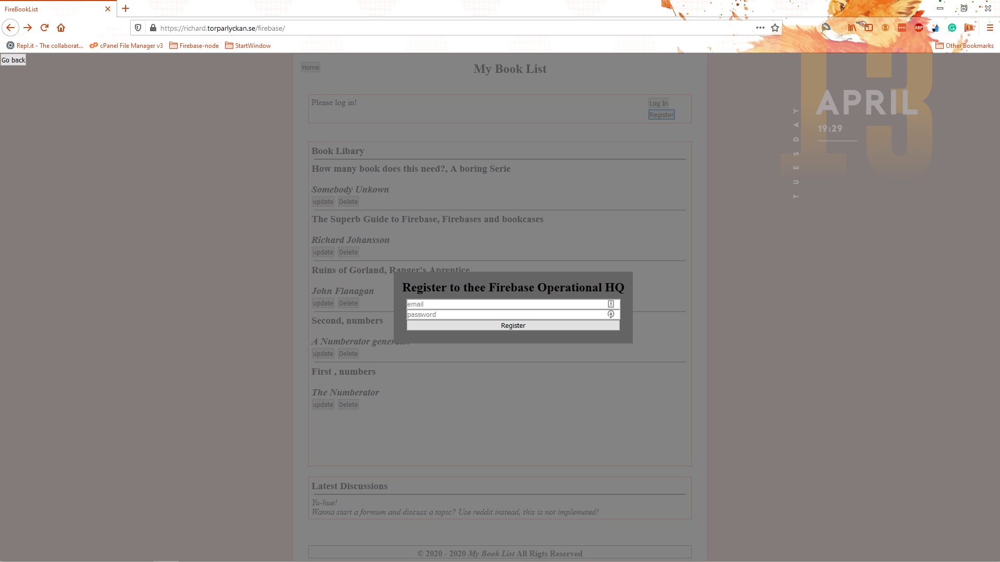 FireBookList
https://richard.torparlyckan.se/firebase/
ABP
Repl.it - The collaborat...
cPanel File Manager v3
Firebase-node
StartWindow
Other Bookmarks
Go back
Home
My Book List
13
APRIL
19:29
TUESDAY
Please log in!
Log In
Register
Book Libary
How many book does this need?, A boring Serie
Somebody Unkown
update Delete
The Superb Guide to Firebase, Firebases and bookcases
Richard Johansson
update Delete
Ruins of Gorland, Ranger's Aprentice
John Flanagan
update Delete
Second, numbers
A Numberator generator
update Delete
First , numbers
The Numberator
update Delete
Register to thee Firebase Operational HQ
email
password
Register
Latest Discussions
Yu-hue!
Wanna start a formum and discuss a topic? Use reddit instead, this is not implemeted!
© 2020 - 2020 My Book List All Rigts Reserved